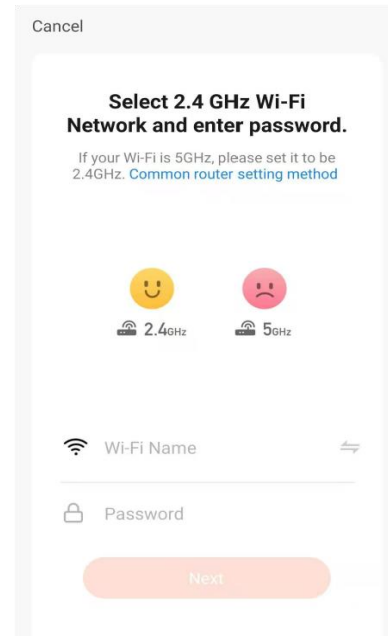 Cancel
Select 2.4 GHz Wi-Fi
Network and enter password.
If your Wi-Fi is 5GHz, please set it to be
2.4GHz. Common router setting method
2.4GHz 5GHz
Wi-Fi Name
Password
Next